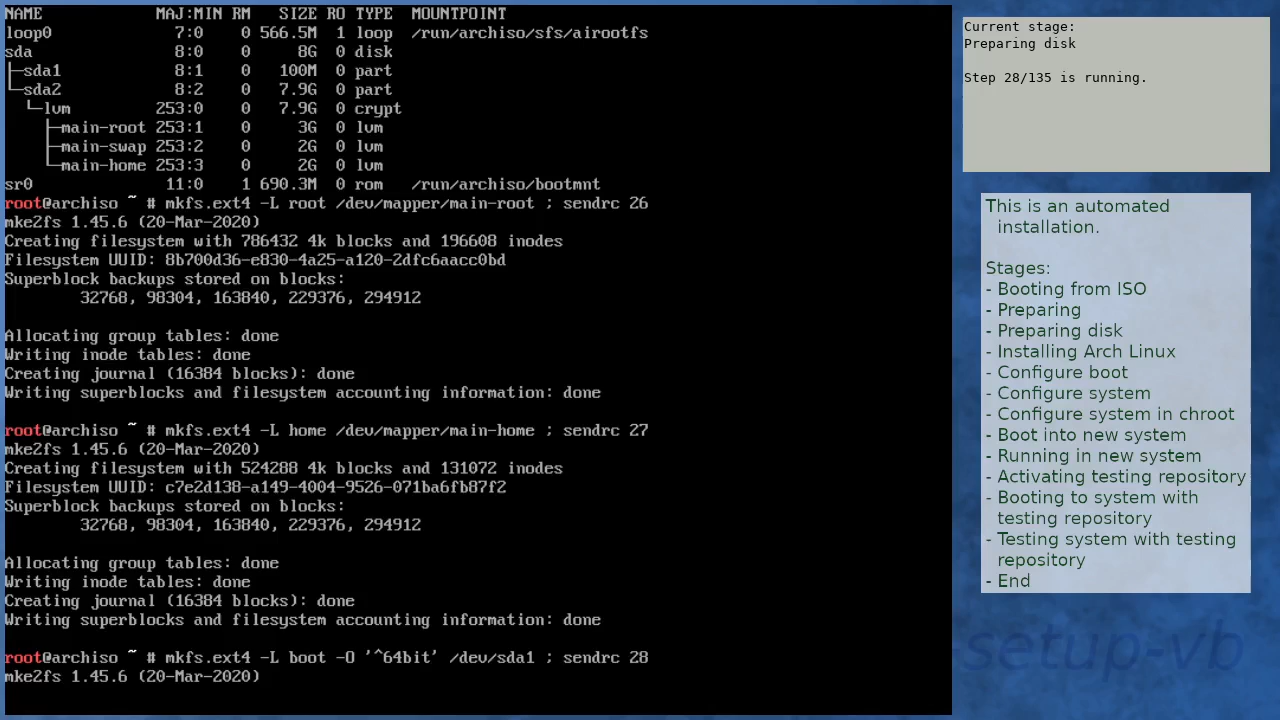 NAME                MAJ:MIN RM   SIZE RO TYPE  MOUNTPOINT
loop0                 7:0    0 566.5M  1 loop  /run/archiso/sfs/airootfs
sda                   8:0    0     8G  0 disk
├─sda1                8:1    0   100M  0 part
└─sda2                8:2    0   7.9G  0 part
  └─lvm             253:0    0   7.9G  0 crypt
    ├─main-root 253:1    0     3G  0 lvm
    ├─main-swap 253:2    0     2G  0 lvm
    └─main-home 253:3    0     2G  0 lvm
sr0                  11:0    1 690.3M  0 rom   /run/archiso/bootmnt
root@archiso ~ # mkfs.ext4 -L root /dev/mapper/main-root ; sendrc 26
mke2fs 1.45.6 (20-Mar-2020)
Creating filesystem with 786432 4k blocks and 196608 inodes
Filesystem UUID: 8b700d36-e830-4a25-a120-2dfc6aacc0bd
Superblock backups stored on blocks:
        32768, 98304, 163840, 229376, 294912
Allocating group tables: done
Writing inode tables: done
Creating journal (16384 blocks): done
Writing superblocks and filesystem accounting information: done
root@archiso ~ # mkfs.ext4 -L home /dev/mapper/main-home ; sendrc 27
mke2fs 1.45.6 (20-Mar-2020)
Creating filesystem with 524288 4k blocks and 131072 inodes
Filesystem UUID: c7e2d138-a149-4004-9526-071ba6fb87f2
Superblock backups stored on blocks:
        32768, 98304, 163840, 229376, 294912
Allocating group tables: done
Writing inode tables: done
Creating journal (16384 blocks): done
Writing superblocks and filesystem accounting information: done
root@archiso ~ # mkfs.ext4 -L boot -O '^64bit' /dev/sda1 ; sendrc 28
mke2fs 1.45.6 (20-Mar-2020)
Current stage:
Preparing disk
Step 28/135 is running.
This is an automated
installation.
Stages:
- Booting from ISO
- Preparing
- Preparing disk
- Installing Arch Linux
- Configure boot
- Configure system
- Configure system in chroot
- Boot into new system
- Running in new system
- Activating testing repository
- Booting to system with
testing repository
- Testing system with testing
repository
- End
-setup-vb